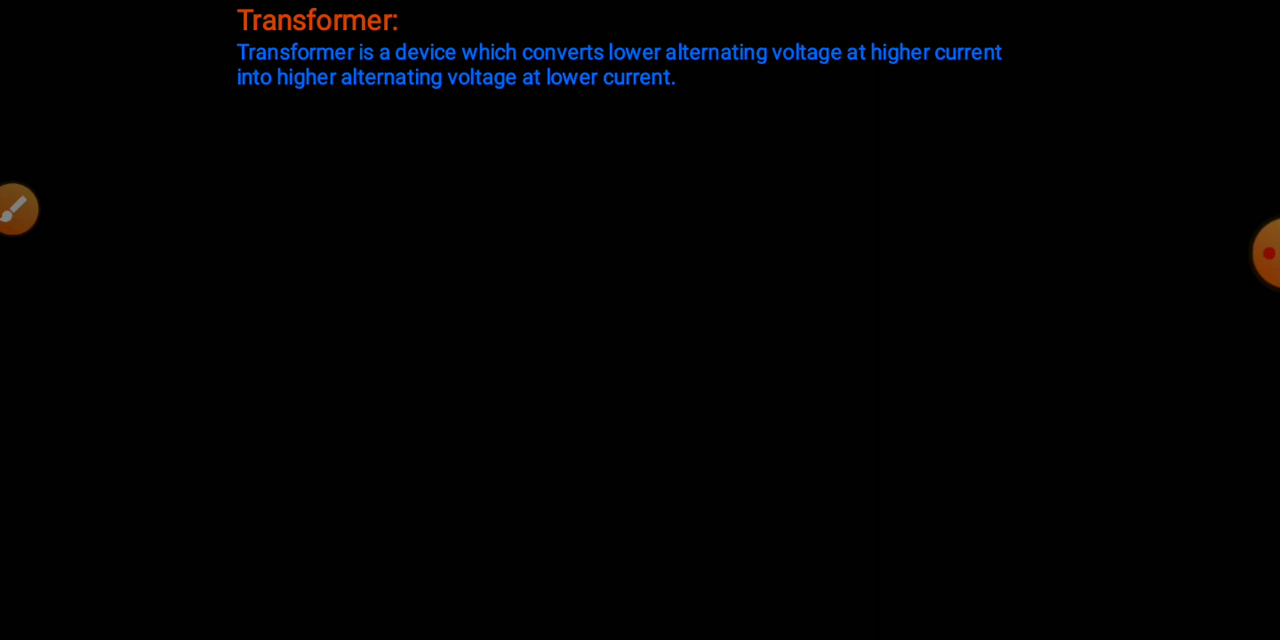 Transformer:
Transformer is a device which converts lower alternating voltage at higher current
into higher alternating voltage at lower current.